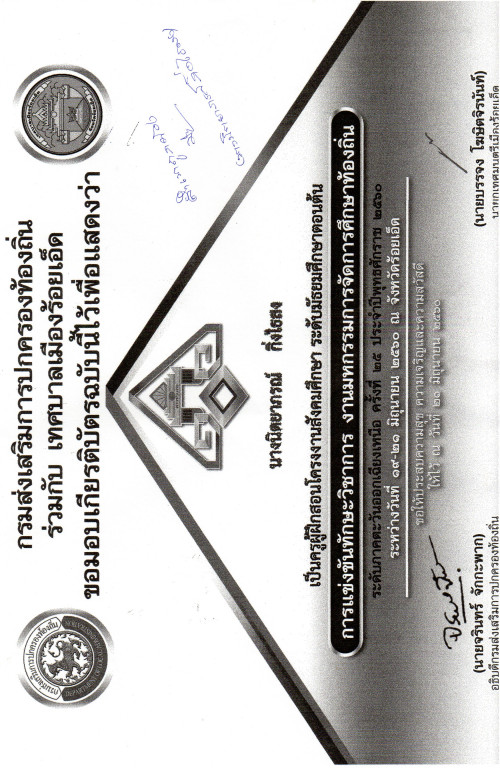 กรมส่งเสริมการปกครองท้องถิ่น
ร่วมกับ เทศบาลเมืองร้อยเอ็ด
ขอมอบเกียรติบัตรฉบับนี้ไว้เพื่อแสดงว่า
นางนิตยาภรณ์ กิ่งไธสง
เป็นครูผู้ฝึกสอนโครงงานสังคมศึกษา ระดับมัธยมศึกษาตอนต้น
การแข่งขันทักษะวิชาการ งานมหกรรมการจัดการศึกษาท้องถิ่น
ระดับภาคตะวันออกเฉียงเหนือ ครั้งที่ ๒๕ ประจำปีพุทธศักราช ๒๕๖๐
ระหว่างวันที่ ๑๙-๒๑ มิถุนายน ๒๕๖๐ ณ จังหวัดร้อยเอ็ด
ขอให้ประสบความสุข ความเจริญและความสวัสดี
ให้ไว้ ณ วันที่ ๒๑ มิถุนายน ๒๕๖๐
(นายจรินทร์ จักกะพาก)
อธิบดีกรมส่งเสริมการปกครองท้องถิ่น
(นายบรรจง โฆษิตจิรนันท์)
นายกเทศมนตรีเมืองร้อยเอ็ด